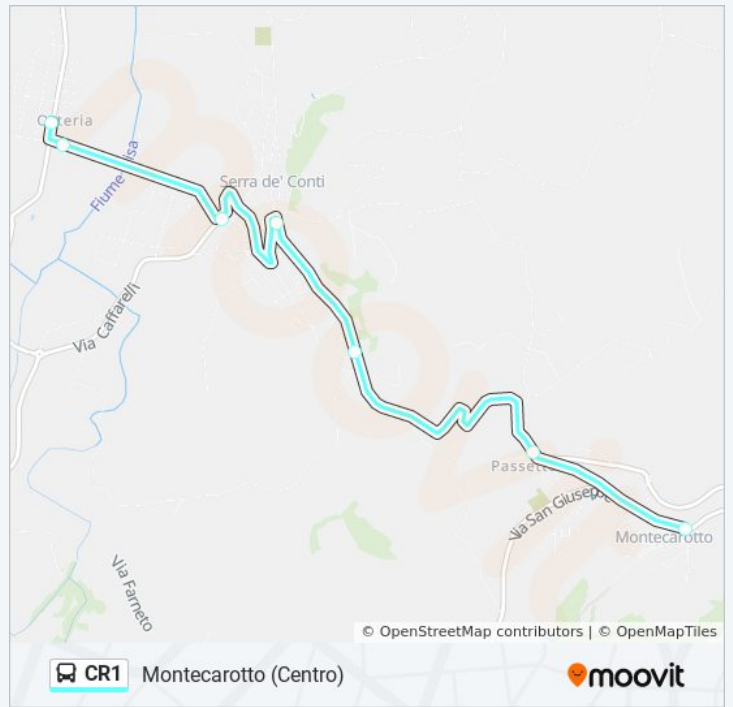 Osteria
Fiume Misa
Serra de' Conti
Via Caffarelli
Passetto
Via San Giuseppe
Montecarotto
Via Farneto
© OpenStreetMap contributors | © OpenMapTiles
CR1 Montecarotto (Centro)
moovit